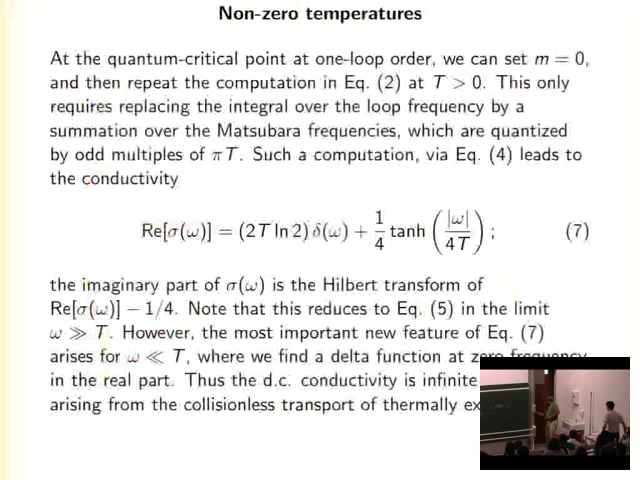 Non-zero temperatures
At the quantum-critical point at one-loop order, we can set m = 0,
and then repeat the computation in Eq. (2) at T > 0. This only
requires replacing the integral over the loop frequency by a
summation over the Matsubara frequencies, which are quantized
by odd multiples of πT. Such a computation, via Eq. (4) leads to
the conductivity
Re[σ(ω)] = (2T ln 2) δ(ω) + 1/4 tanh (|ω|/4T) ; (7)
the imaginary part of σ(ω) is the Hilbert transform of
Re[σ(ω)] − 1/4. Note that this reduces to Eq. (5) in the limit
ω ≫ T. However, the most important new feature of Eq. (7)
arises for ω ≪ T, where we find a delta function at zero frequency
in the real part. Thus the d.c. conductivity is infinite
arising from the collisionless transport of thermally